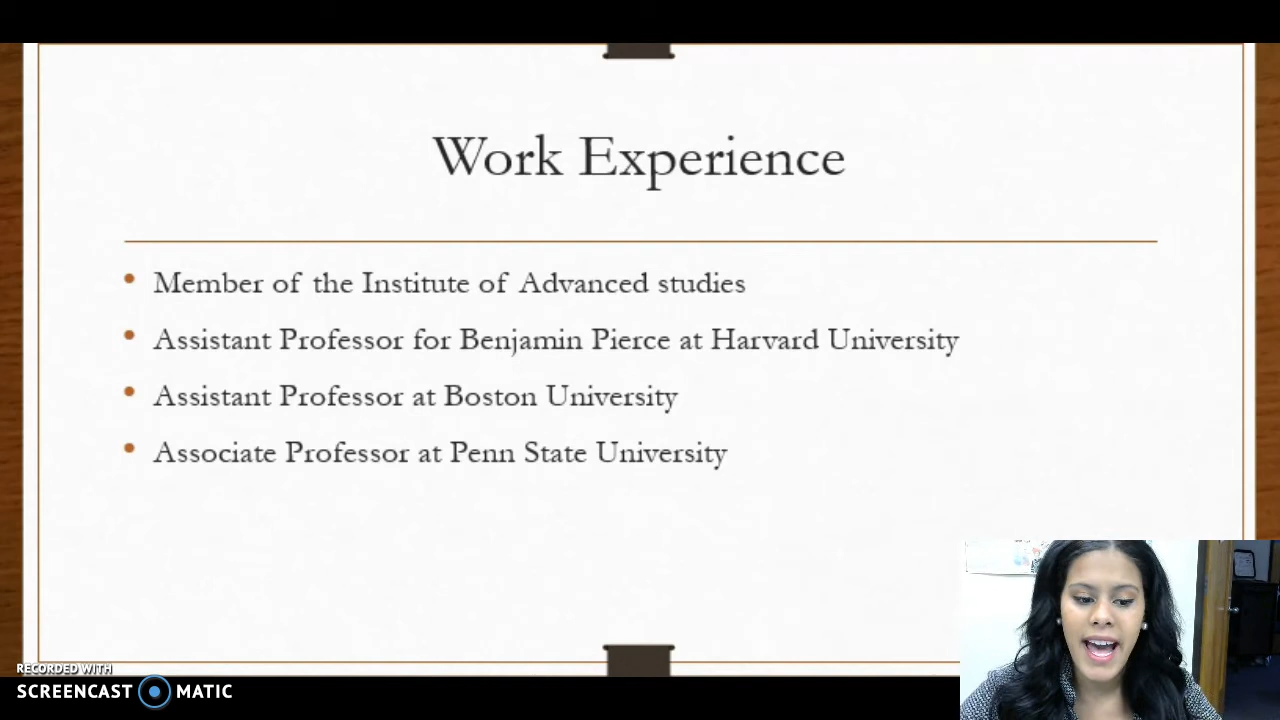 Work Experience
Member of the Institute of Advanced studies
Assistant Professor for Benjamin Pierce at Harvard University
Assistant Professor at Boston University
Associate Professor at Penn State University
RECORDED WITH
SCREENCAST MATIC